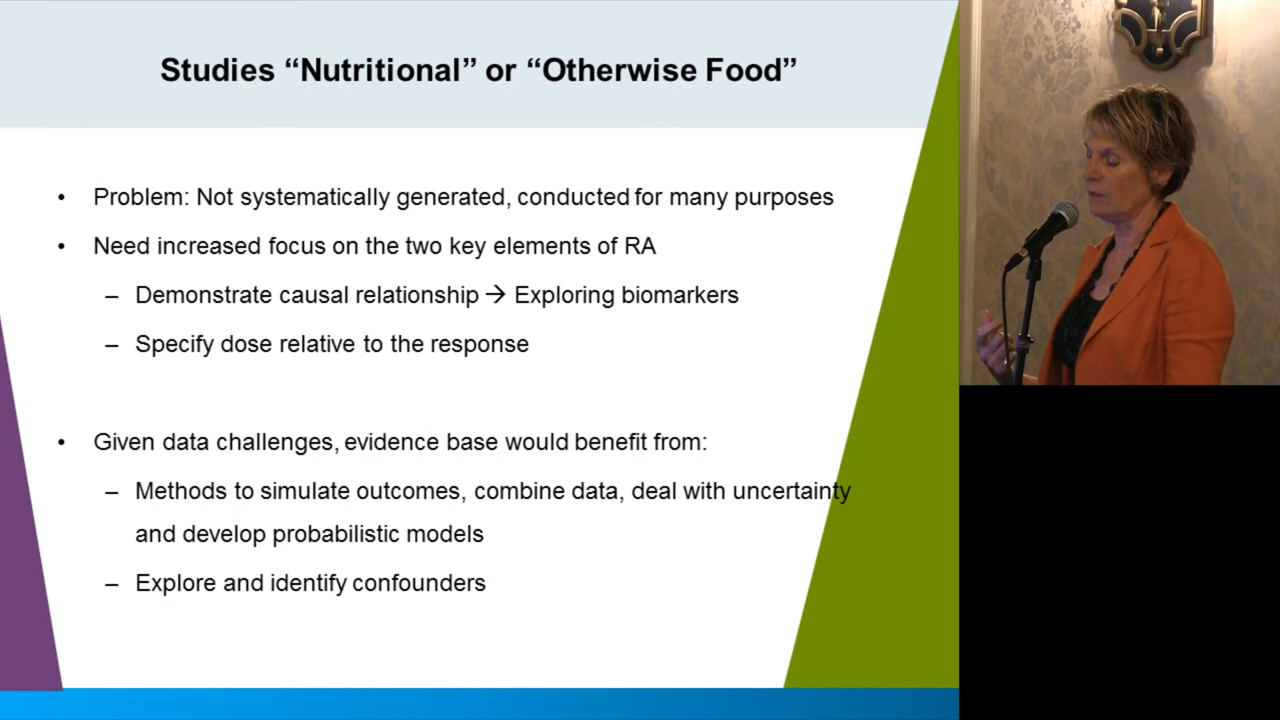 Studies “Nutritional” or “Otherwise Food”
• Problem: Not systematically generated, conducted for many purposes
• Need increased focus on the two key elements of RA
– Demonstrate causal relationship → Exploring biomarkers
– Specify dose relative to the response
• Given data challenges, evidence base would benefit from:
– Methods to simulate outcomes, combine data, deal with uncertainty
and develop probabilistic models
– Explore and identify confounders